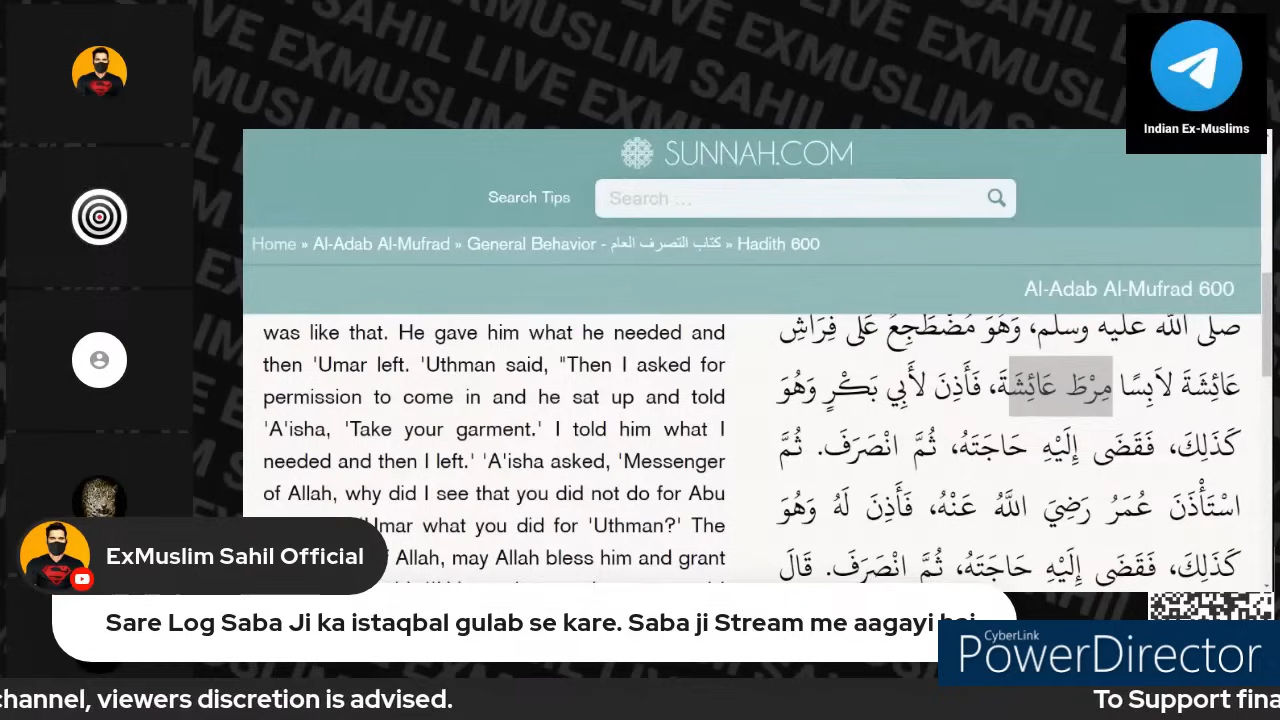 LIVE EXMUSLIM SAHIL LIVE EXMUSLIM SAHIL
Indian Ex-Muslims
SUNNAH.COM
Search Tips
Search ...
Home » Al-Adab Al-Mufrad » General Behavior - كتاب التصرف العام » Hadith 600
Al-Adab Al-Mufrad 600
was like that. He gave him what he needed and
then 'Umar left. 'Uthman said, "Then I asked for
permission to come in and he sat up and told
'A'isha, 'Take your garment.' I told him what I
needed and then I left.' 'A'isha asked, 'Messenger
of Allah, why did I see that you did not do for Abu
'Umar what you did for 'Uthman?' The
Allah, may Allah bless him and grant
صلى الله عليه وسلم، وَهُوَ مُضْطَجِعٌ عَلَى فِرَاشِ
عَائِشَةَ لاَبِسًا مِرْطَ عَائِشَةَ، فَأَذِنَ لأَبِي بَكْرٍ وَهُوَ
كَذَلِكَ، فَقَضَى إِلَيْهِ حَاجَتَهُ، ثُمَّ انْصَرَفَ. ثُمَّ
اسْتَأْذَنَ عُمَرُ رَضِيَ اللَّهُ عَنْهُ، فَأَذِنَ لَهُ وَهُوَ
كَذَلِكَ، فَقَضَى إِلَيْهِ حَاجَتَهُ، ثُمَّ انْصَرَفَ. قَالَ
ExMuslim Sahil Official
Sare Log Saba Ji ka istaqbal gulab se kare. Saba ji Stream me aagayi hai
CyberLink
PowerDirector
channel, viewers discretion is advised.
To Support fina